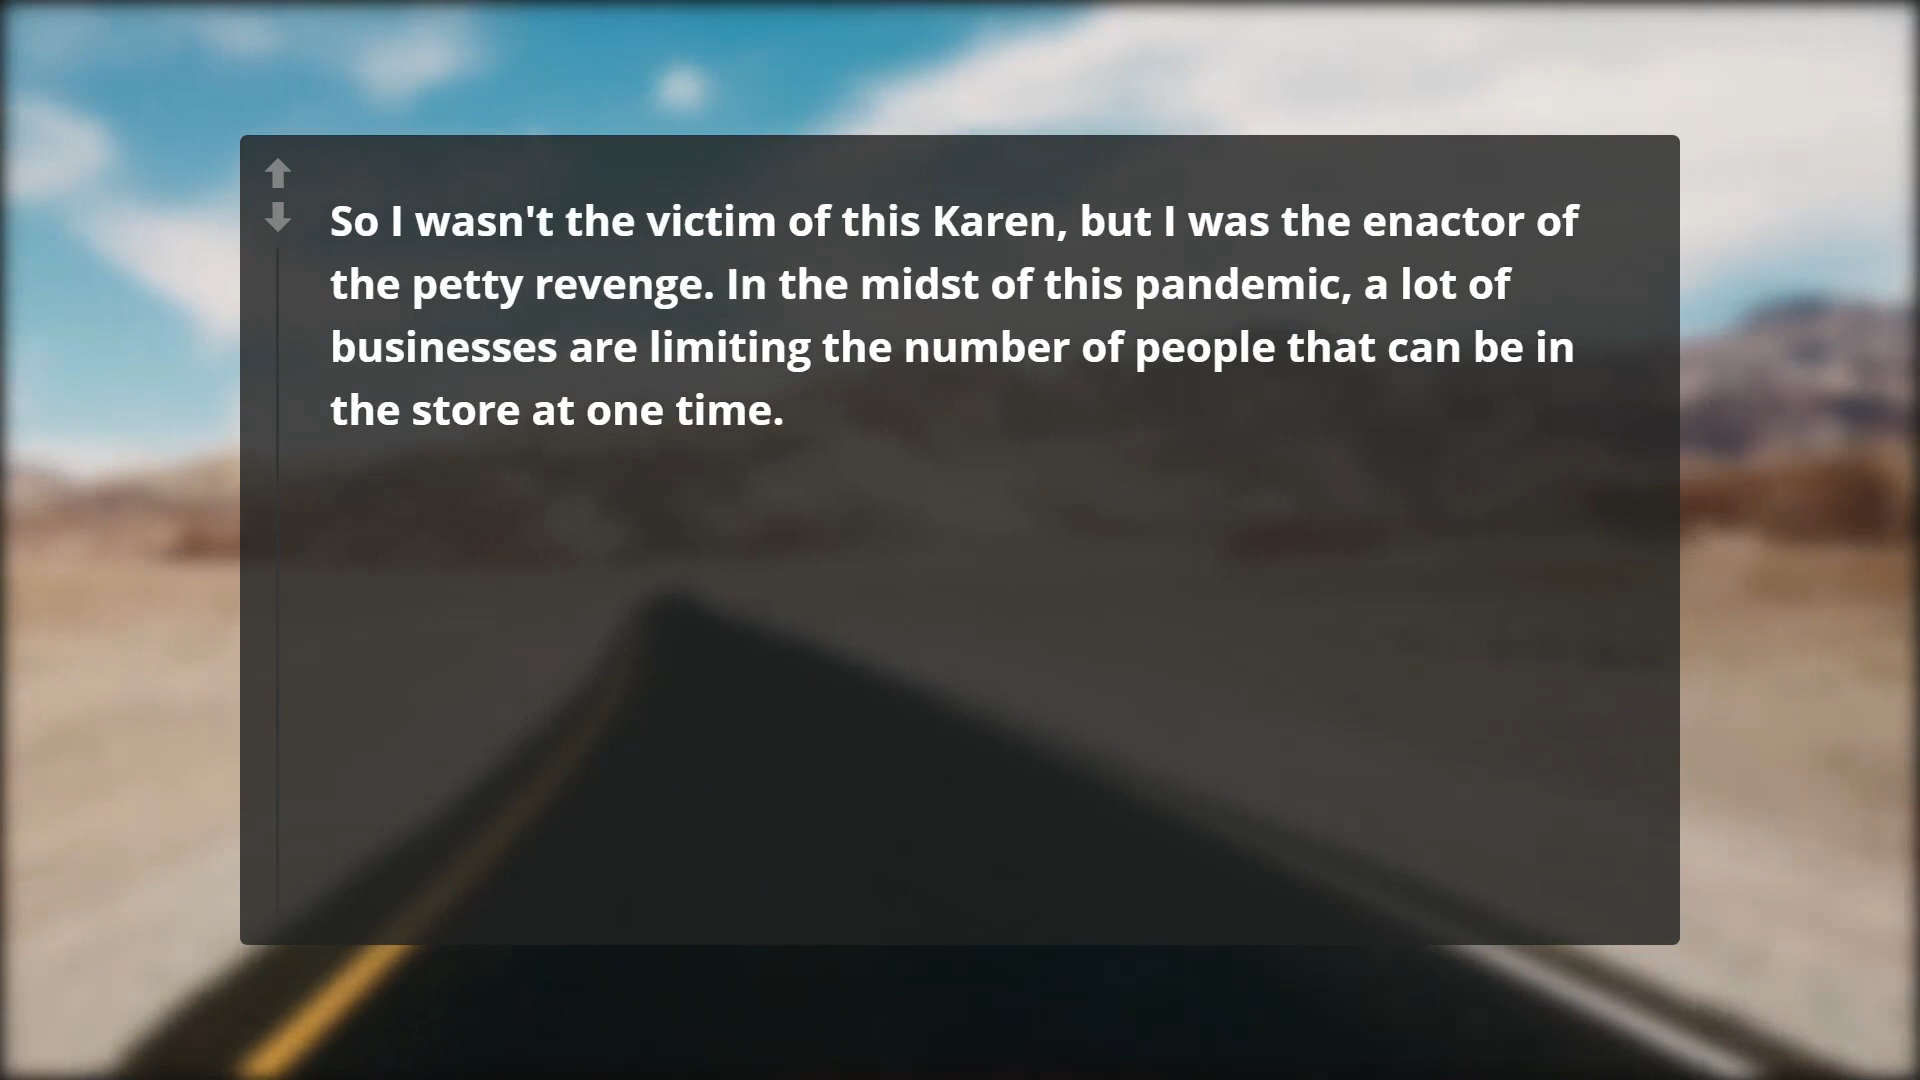 So I wasn't the victim of this Karen, but I was the enactor of
the petty revenge. In the midst of this pandemic, a lot of
businesses are limiting the number of people that can be in
the store at one time.